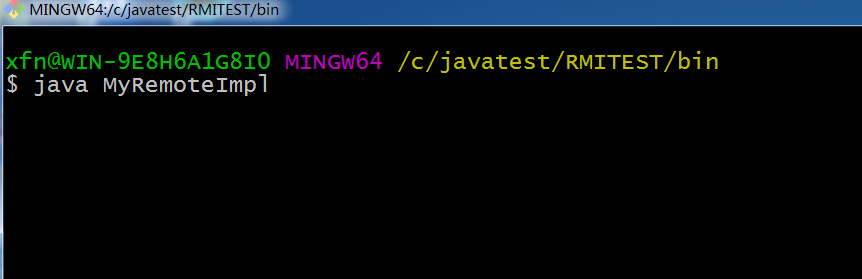 MINGW64:/c/javatest/RMITEST/bin
xfn@WIN-9E8H6A1G8I0 MINGW64 /c/javatest/RMITEST/bin
$ java MyRemoteImpl